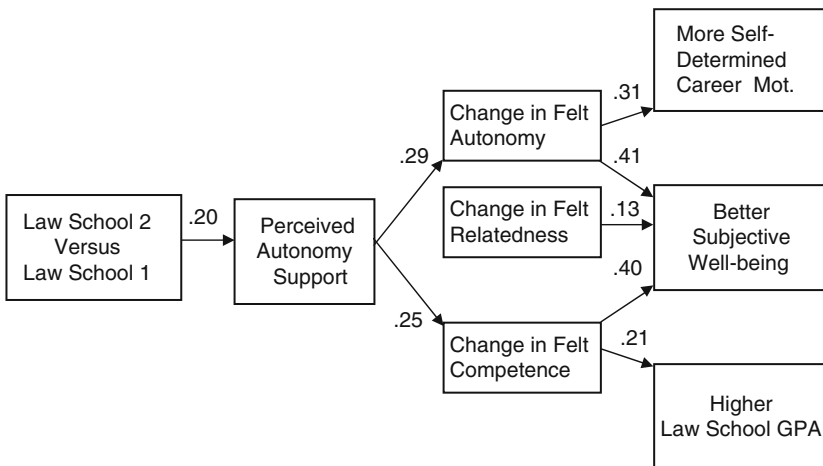 More Self-
Determined
Career Mot.
.31
Change in Felt
Autonomy
.29
.41
Law School 2
Versus
Law School 1
.20
Perceived
Autonomy
Support
Change in Felt
Relatedness
.13
Better
Subjective
Well-being
.40
.25
Change in Felt
Competence
.21
Higher
Law School GPA